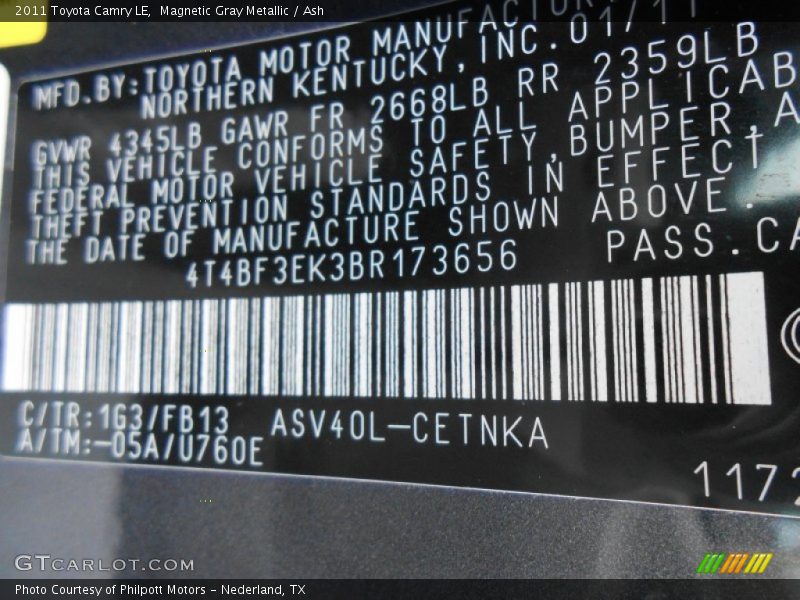 2011 Toyota Camry LE,  Magnetic Gray Metallic / Ash
MFD.BY:TOYOTA MOTOR MANUFACTUR
NORTHERN KENTUCKY,INC.01/11
GVWR 4345LB GAWR FR 2668LB RR 2359LB
THIS VEHICLE CONFORMS TO ALL APPLICAB
FEDERAL MOTOR VEHICLE SAFETY,BUMPER,A
THEFT PREVENTION STANDARDS IN EFFECT
THE DATE OF MANUFACTURE SHOWN ABOVE.
4T4BF3EK3BR173656 PASS.CA
C/TR:1G3/FB13 ASV40L-CETNKA
A/TM:-05A/U760E
1172
GTCARLOT.COM
Photo Courtesy of Philpott Motors - Nederland, TX